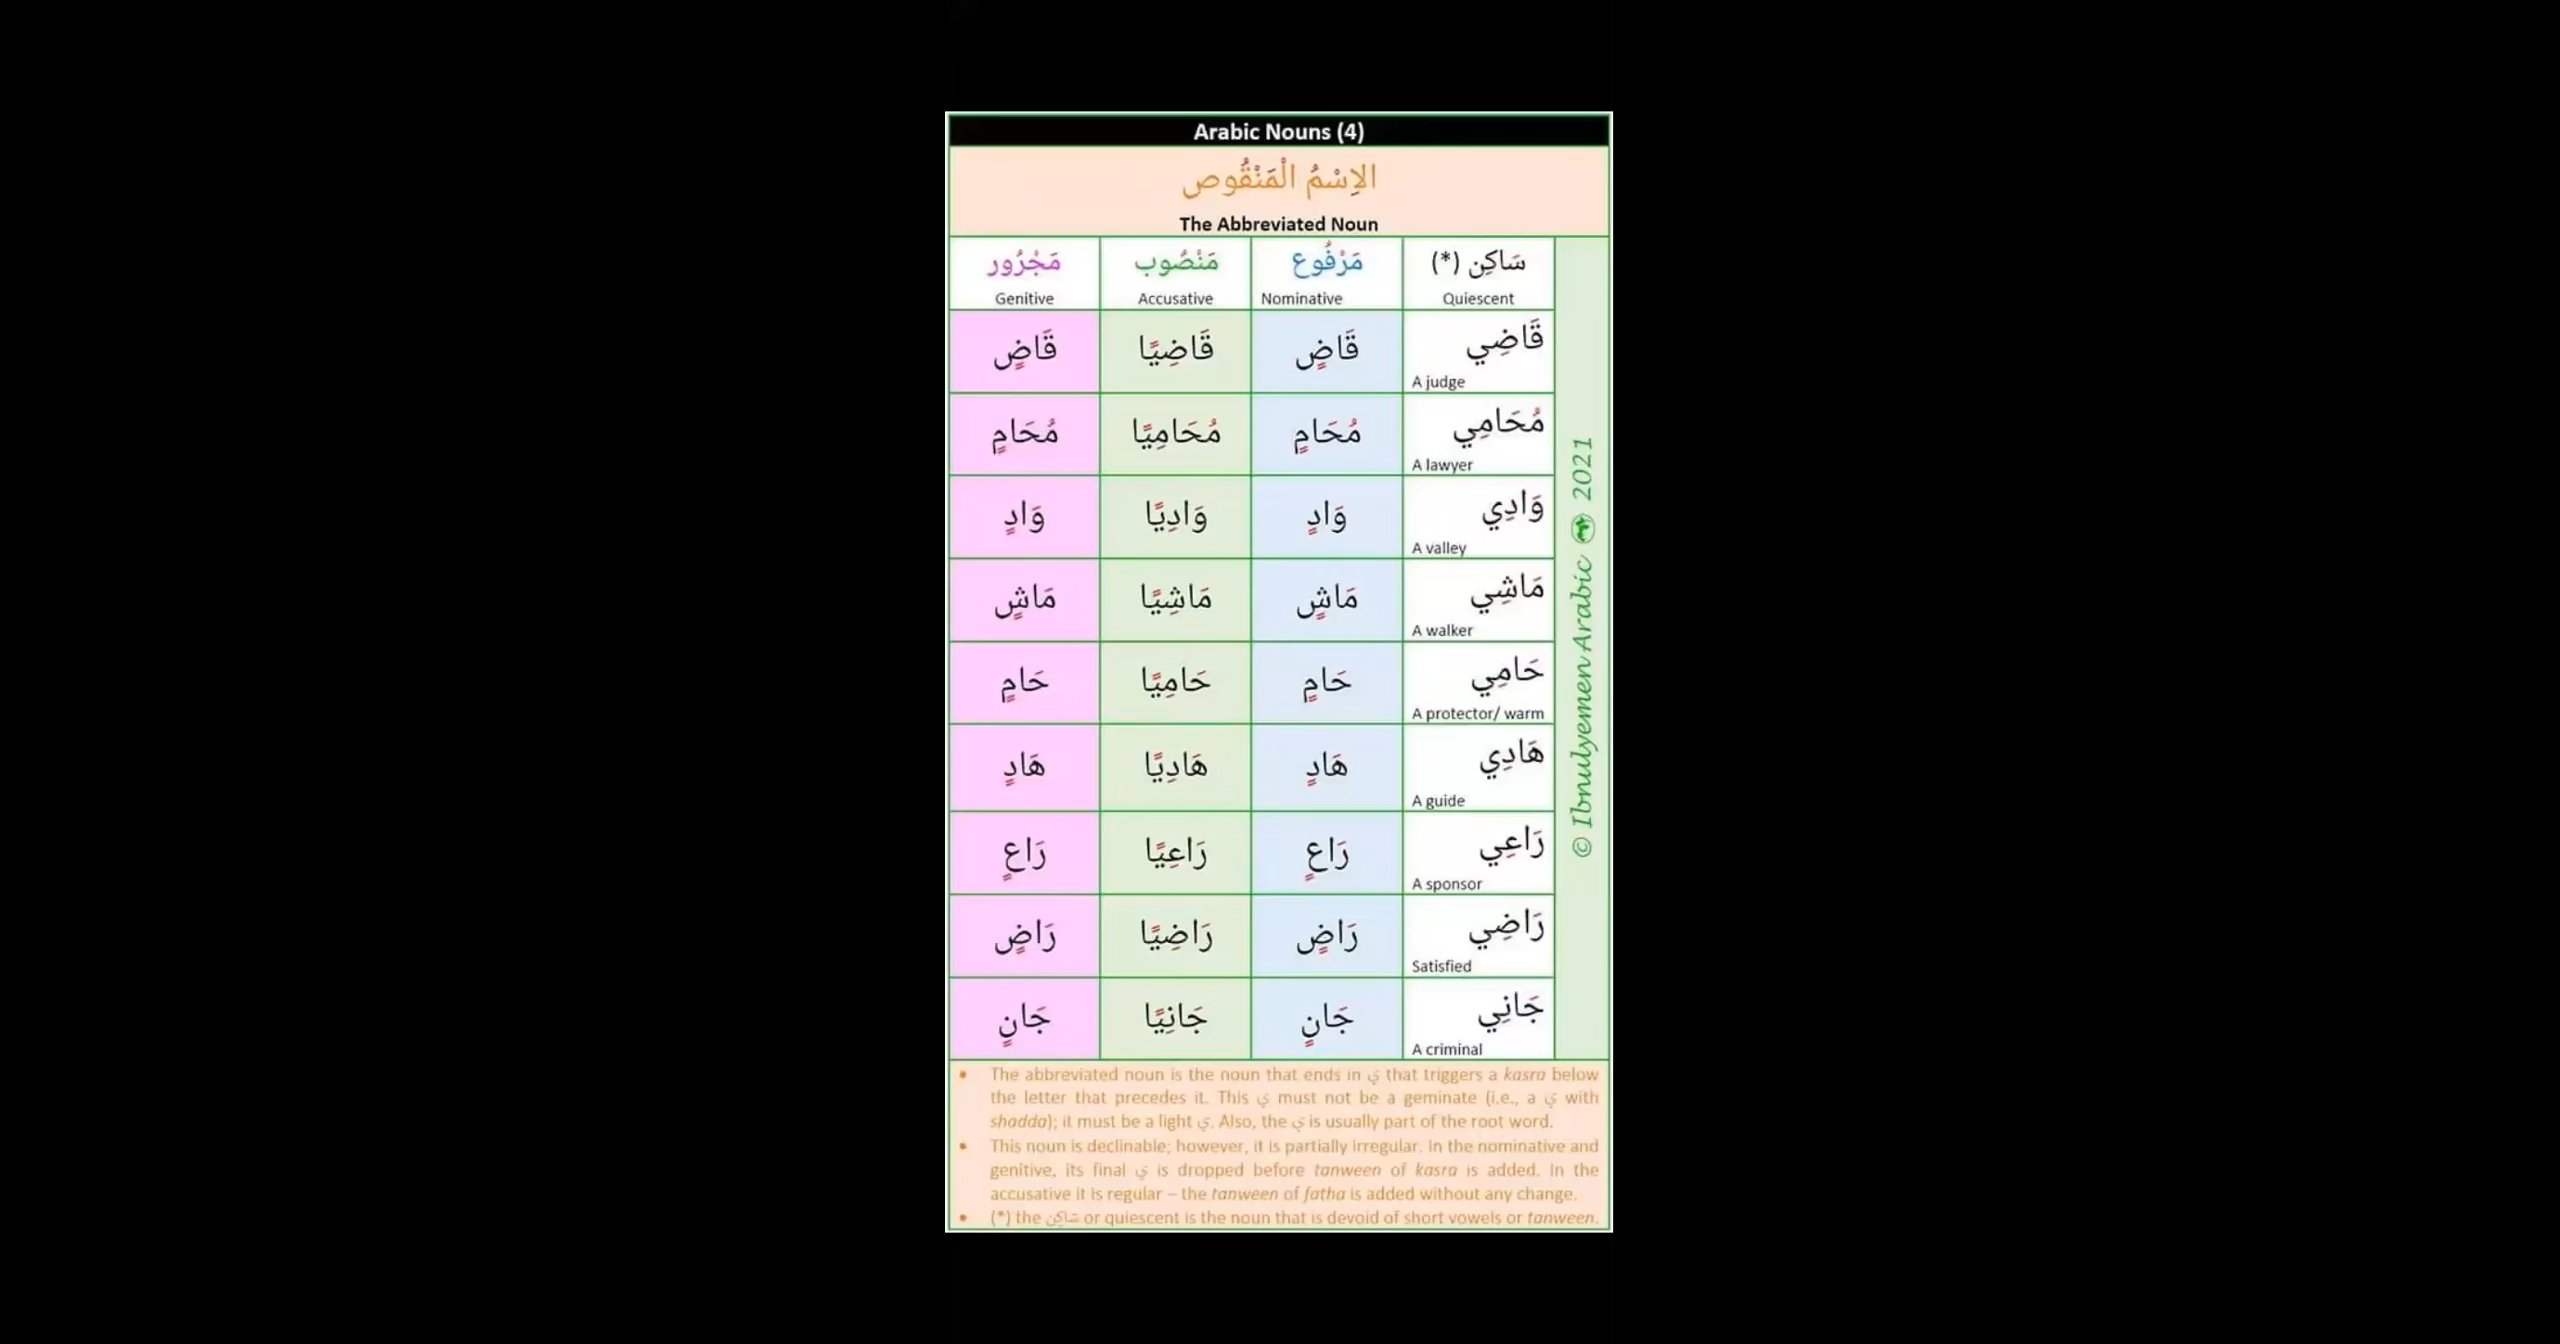 Arabic Nouns (4)
الاِسْمُ الْمَنْقُوص
The Abbreviated Noun
سَاكِن (*) مَرْفُوع مَنْصُوب مَجْرُور
Quiescent Nominative Accusative Genitive
قَاضِي قَاضٍ قَاضِيًا قَاضٍ
A judge
مُحَامِي مُحَامٍ مُحَامِيًا مُحَامٍ
A lawyer
وَادِي وَادٍ وَادِيًا وَادٍ
A valley
مَاشِي مَاشٍ مَاشِيًا مَاشٍ
A walker
حَامِي حَامٍ حَامِيًا حَامٍ
A protector/ warm
هَادِي هَادٍ هَادِيًا هَادٍ
A guide
رَاعِي رَاعٍ رَاعِيًا رَاعٍ
A sponsor
رَاضِي رَاضٍ رَاضِيًا رَاضٍ
Satisfied
جَانِي جَانٍ جَانِيًا جَانٍ
A criminal
© Ibnulyemen Arabic 2021
• The abbreviated noun is the noun that ends in ي that triggers a kasra below
the letter that precedes it. This ي must not be a geminate (i.e., a ي with
shadda); it must be a light ي. Also, the ي is usually part of the root word.
• This noun is declinable; however, it is partially irregular. In the nominative and
genitive, its final ي is dropped before tanween of kasra is added. In the
accusative it is regular – the tanween of fatha is added without any change.
• (*) the سَاكِن or quiescent is the noun that is devoid of short vowels or tanween.